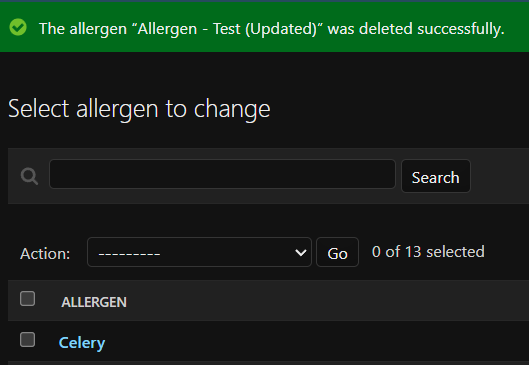 The allergen “Allergen - Test (Updated)” was deleted successfully.
Select allergen to change
Search
Action: --------- Go 0 of 13 selected
ALLERGEN
Celery